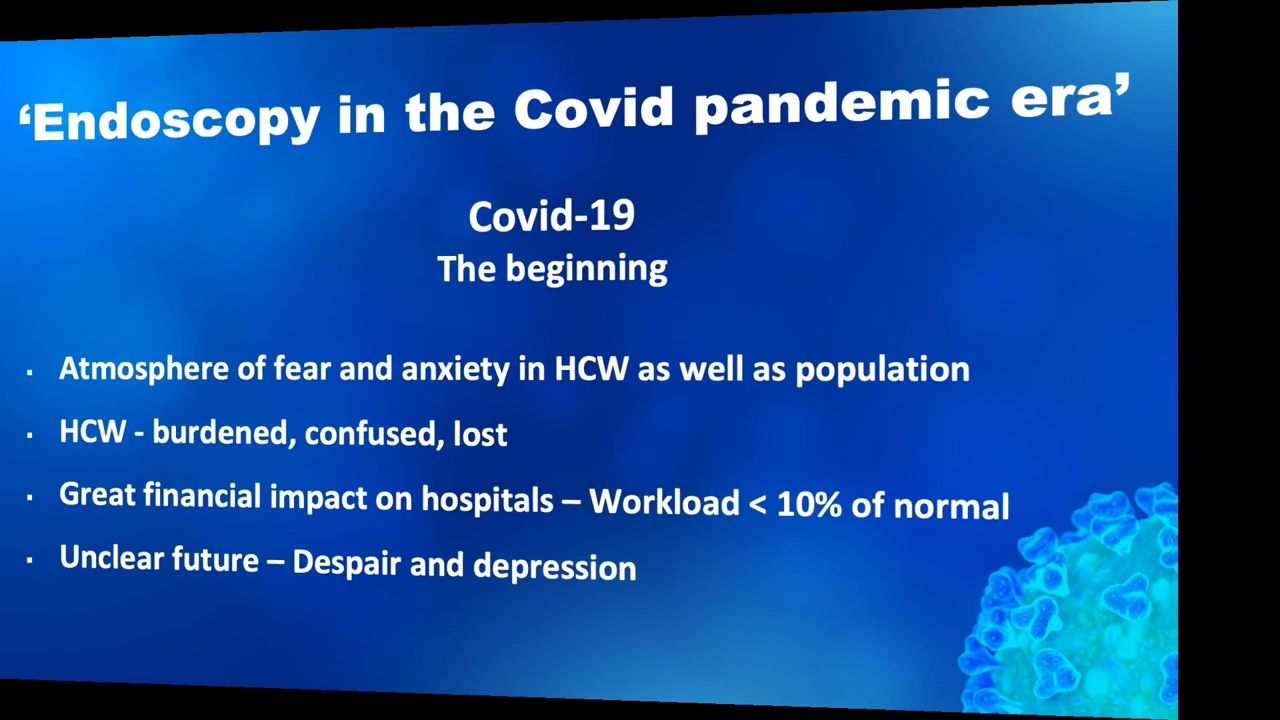 ‘Endoscopy in the Covid pandemic era’
Covid-19
The beginning
▪ Atmosphere of fear and anxiety in HCW as well as population
▪ HCW - burdened, confused, lost
▪ Great financial impact on hospitals – Workload < 10% of normal
▪ Unclear future – Despair and depression